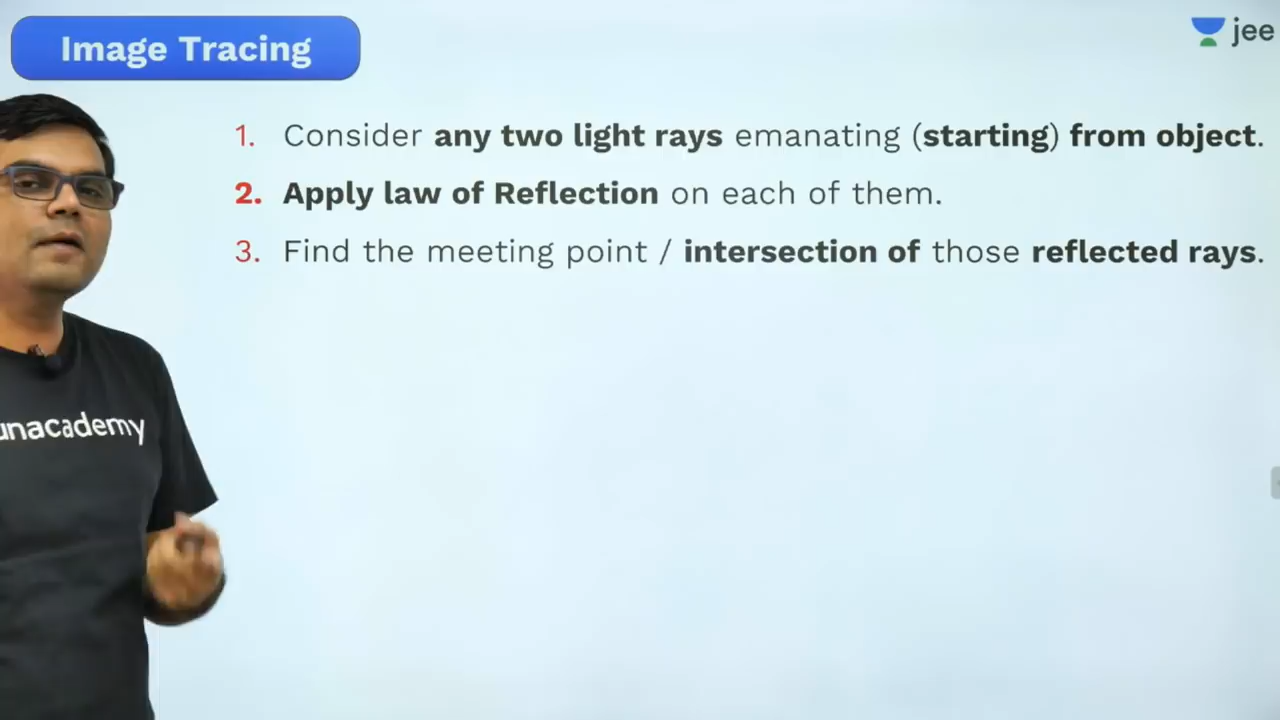 Image Tracing
jee
1. Consider any two light rays emanating (starting) from object.
2. Apply law of Reflection on each of them.
3. Find the meeting point / intersection of those reflected rays.
unacademy